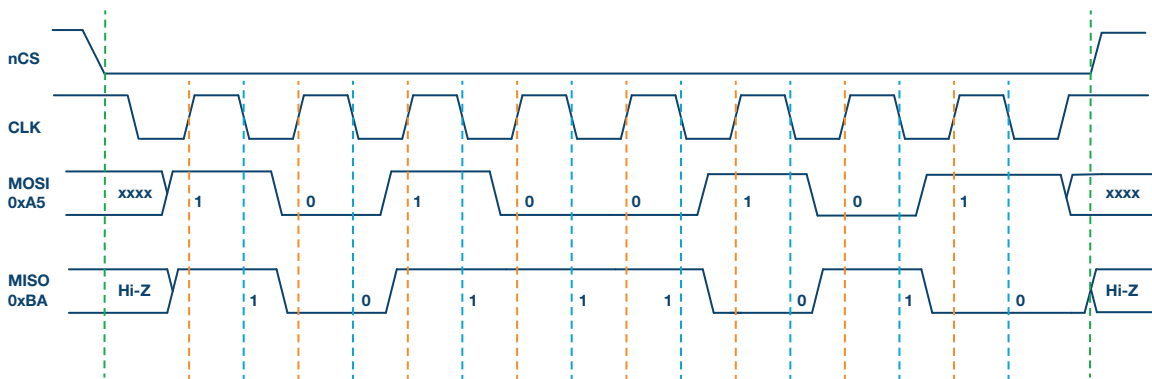 nCS
CLK
MOSI
0xA5
xxxx 1 0 1 0 0 1 0 1 xxxx
MISO
0xBA
Hi-Z 1 0 1 1 1 0 1 0 Hi-Z